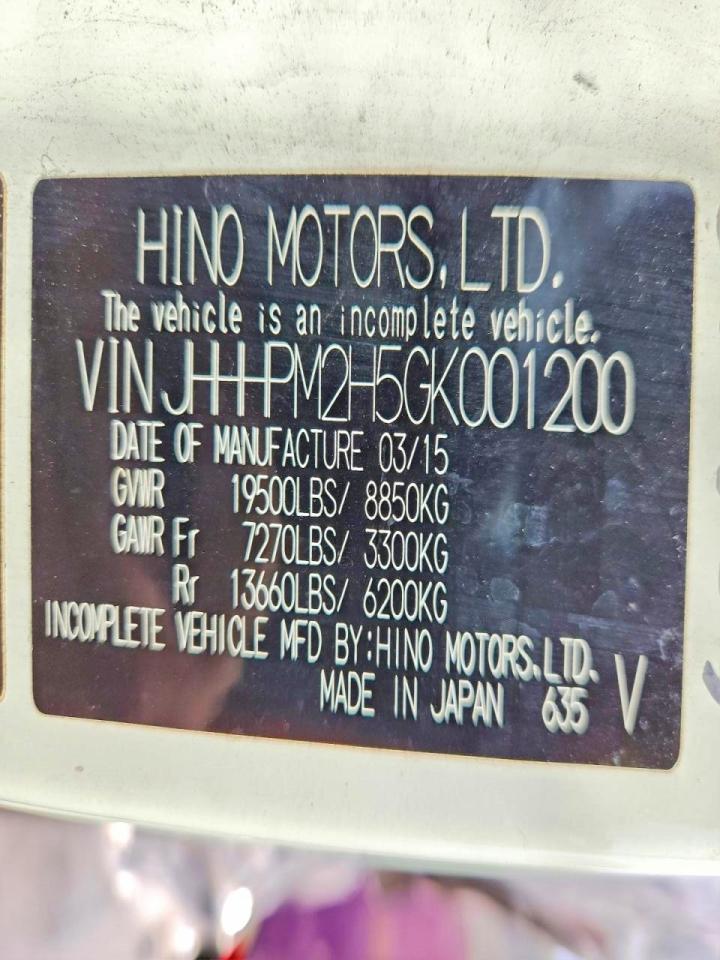 HINO MOTORS, LTD.
The vehicle is an incomplete vehicle.
VIN JHHHPM2H5GK001200
DATE OF MANUFACTURE 03/15
GVWR 19500LBS/ 8850KG
GAWR Fr 7270LBS/ 3300KG
Rr 13660LBS/ 6200KG
INCOMPLETE VEHICLE MFD BY:HINO MOTORS,LTD.
MADE IN JAPAN 635 V